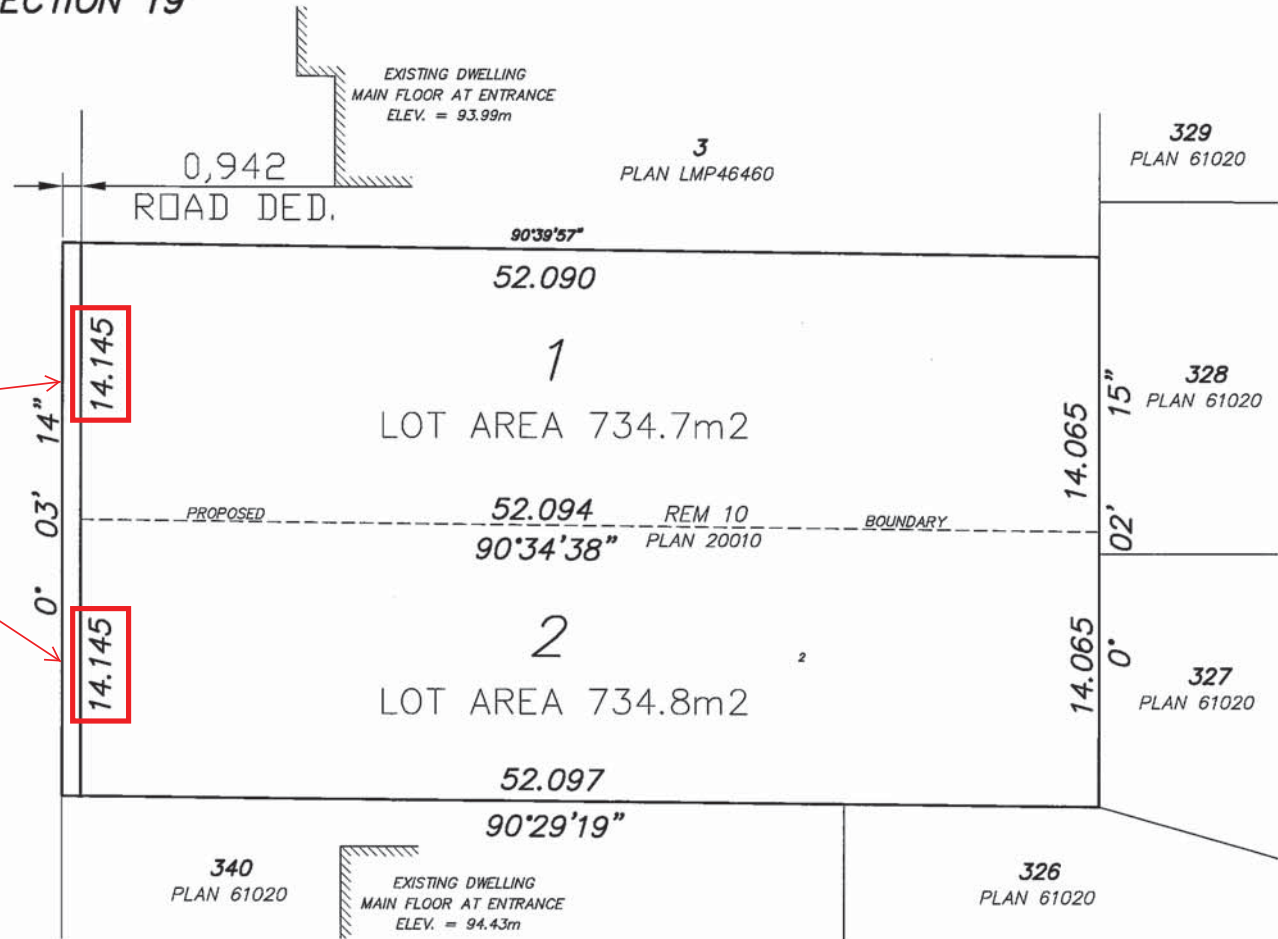 ECTION 19
EXISTING DWELLING
MAIN FLOOR AT ENTRANCE
ELEV. = 93.99m
3
PLAN LMP46460
329
PLAN 61020
0,942
ROAD DED.
90°39'57"
52.090
14.145
1
LOT AREA 734.7m2
14.065
328
PLAN 61020
0° 03' 14"
0° 02' 15"
PROPOSED
52.094
REM 10
BOUNDARY
90°34'38"
PLAN 20010
14.145
2
LOT AREA 734.8m2
2
14.065
327
PLAN 61020
52.097
90°29'19"
340
PLAN 61020
EXISTING DWELLING
MAIN FLOOR AT ENTRANCE
ELEV. = 94.43m
326
PLAN 61020